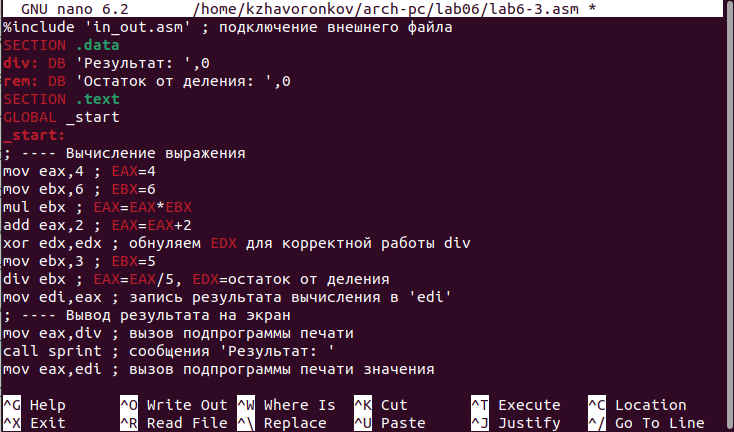 GNU nano 6.2 /home/kzhavoronkov/arch-pc/lab06/lab6-3.asm *
%include 'in_out.asm' ; подключение внешнего файла
SECTION .data
div: DB 'Результат: ',0
rem: DB 'Остаток от деления: ',0
SECTION .text
GLOBAL _start
_start:
; ---- Вычисление выражения
mov eax,4 ; EAX=4
mov ebx,6 ; EBX=6
mul ebx ; EAX=EAX*EBX
add eax,2 ; EAX=EAX+2
xor edx,edx ; обнуляем EDX для корректной работы div
mov ebx,3 ; EBX=5
div ebx ; EAX=EAX/5, EDX=остаток от деления
mov edi,eax ; запись результата вычисления в 'edi'
; ---- Вывод результата на экран
mov eax,div ; вызов подпрограммы печати
call sprint ; сообщения 'Результат: '
mov eax,edi ; вызов подпрограммы печати значения
^G Help ^O Write Out ^W Where Is ^K Cut ^T Execute ^C Location
^X Exit ^R Read File ^\ Replace ^U Paste ^J Justify ^/ Go To Line